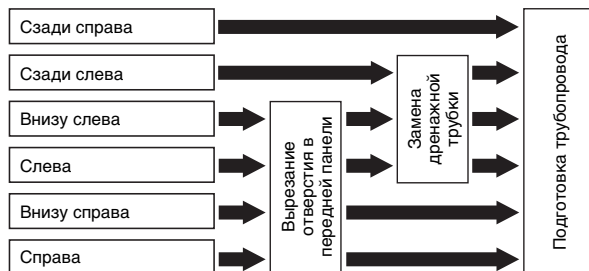 Сзади справа
Сзади слева
Внизу слева
Слева
Внизу справа
Справа
Вырезание
отверстия в
передней панели
Замена
дренажной
трубки
Подготовка трубопровода